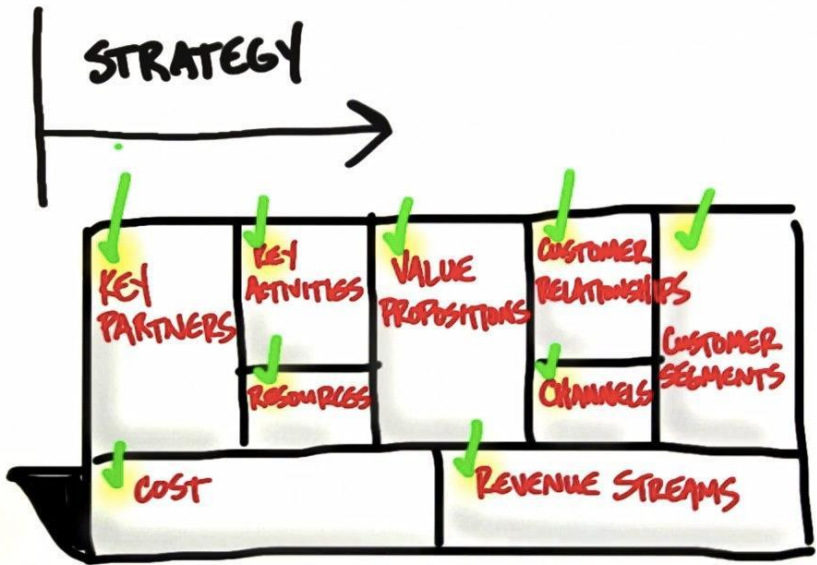 STRATEGY
KEY
PARTNERS
KEY
ACTIVITIES
RESOURCES
VALUE
PROPOSITIONS
CUSTOMER
RELATIONSHIPS
CHANNELS
CUSTOMER
SEGMENTS
COST
REVENUE STREAMS